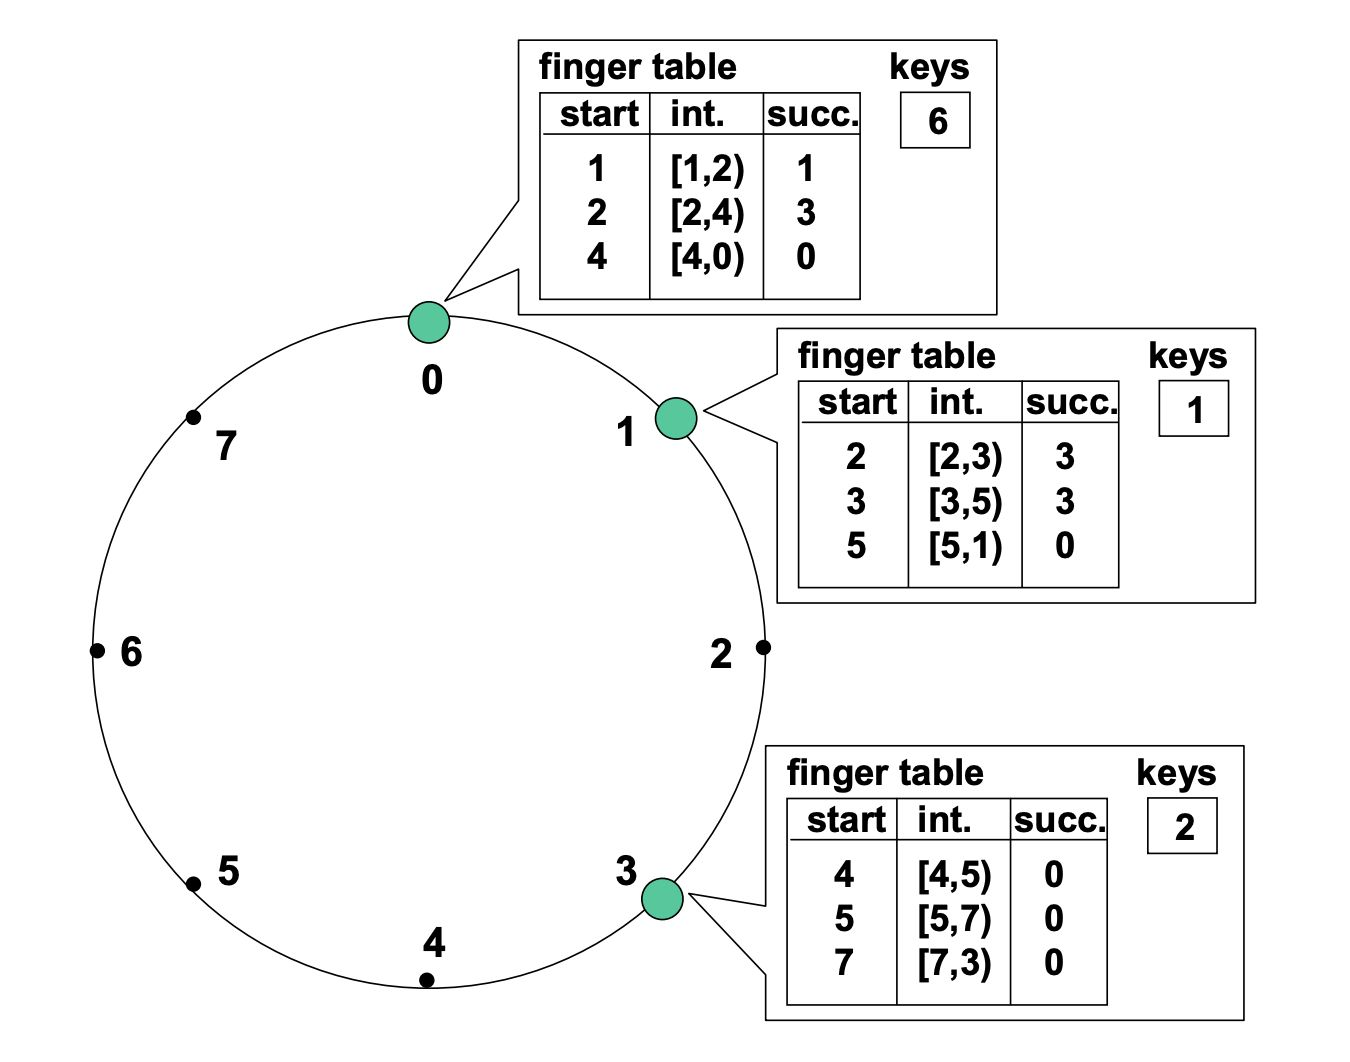 finger table keys
start int. succ. 6
1 [1,2) 1
2 [2,4) 3
4 [4,0) 0
finger table keys
start int. succ. 1
2 [2,3) 3
3 [3,5) 3
5 [5,1) 0
finger table keys
start int. succ. 2
4 [4,5) 0
5 [5,7) 0
7 [7,3) 0
0
1
2
3
4
5
6
7